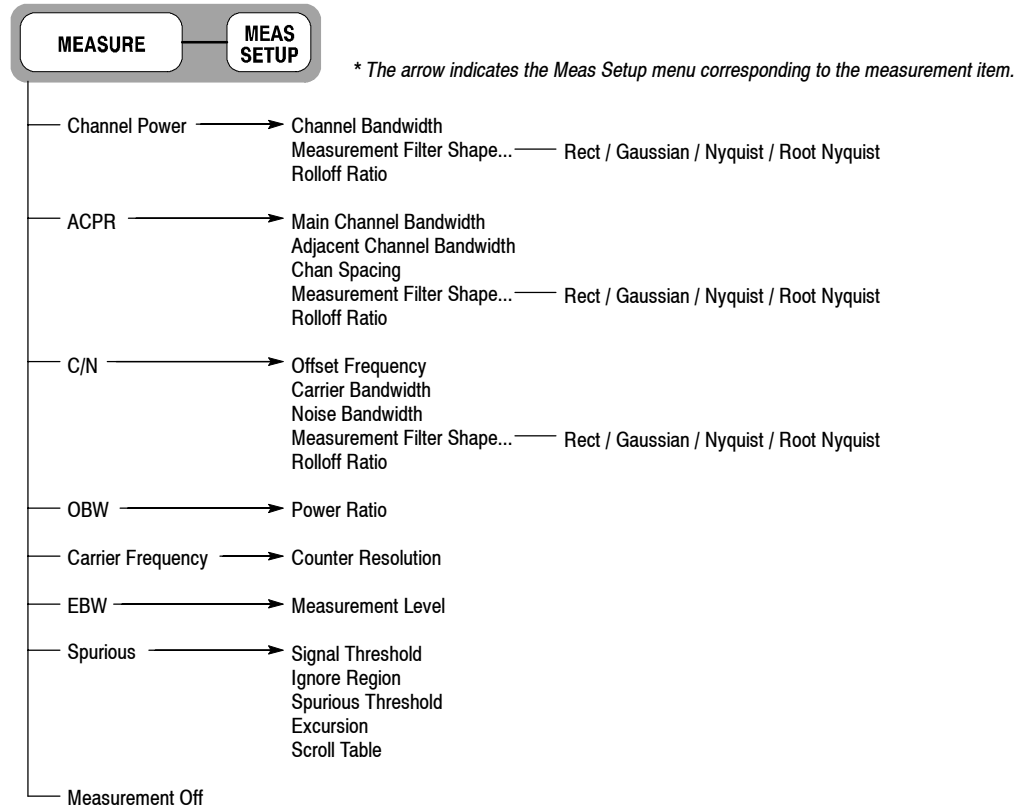 MEASURE
MEAS
SETUP
* The arrow indicates the Meas Setup menu corresponding to the measurement item.
Channel Power
Channel Bandwidth
Measurement Filter Shape... Rect / Gaussian / Nyquist / Root Nyquist
Rolloff Ratio
ACPR
Main Channel Bandwidth
Adjacent Channel Bandwidth
Chan Spacing
Measurement Filter Shape... Rect / Gaussian / Nyquist / Root Nyquist
Rolloff Ratio
C/N
Offset Frequency
Carrier Bandwidth
Noise Bandwidth
Measurement Filter Shape... Rect / Gaussian / Nyquist / Root Nyquist
Rolloff Ratio
OBW
Power Ratio
Carrier Frequency
Counter Resolution
EBW
Measurement Level
Spurious
Signal Threshold
Ignore Region
Spurious Threshold
Excursion
Scroll Table
Measurement Off